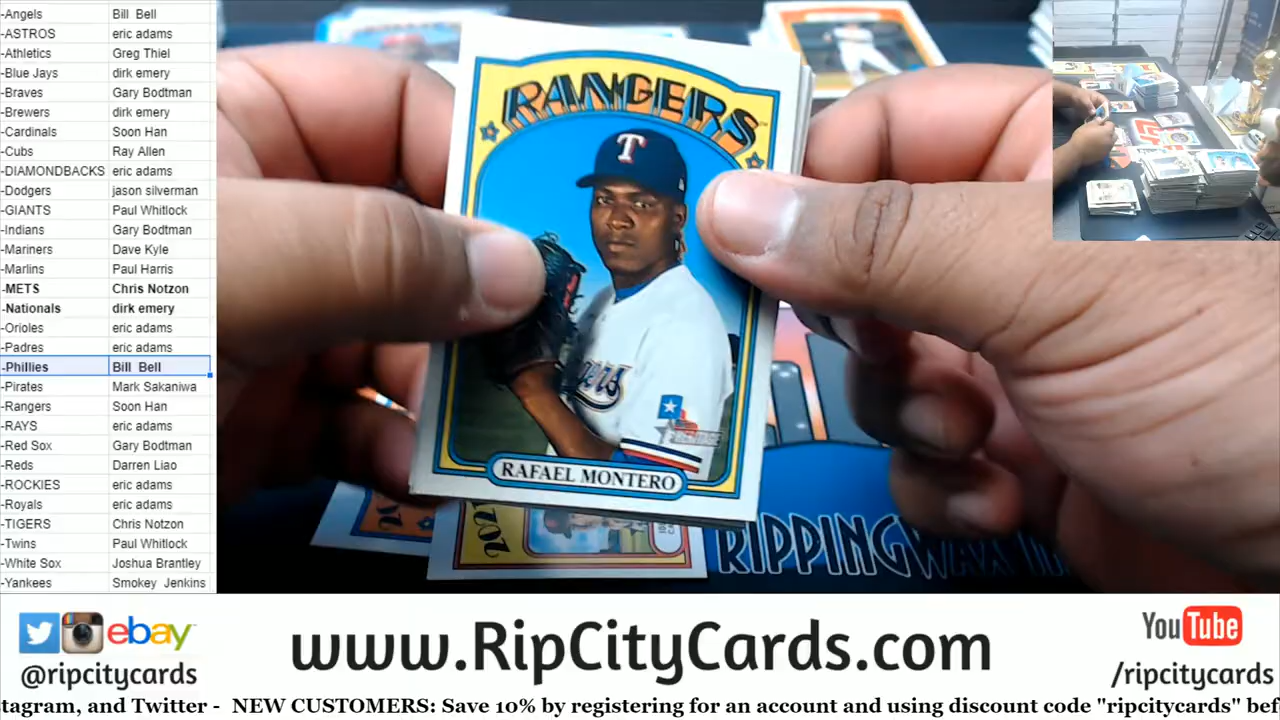 -Angels Bill Bell
-ASTROS eric adams
-Athletics Greg Thiel
-Blue Jays dirk emery
-Braves Gary Bodtman
-Brewers dirk emery
-Cardinals Soon Han
-Cubs Ray Allen
-DIAMONDBACKS eric adams
-Dodgers jason silverman
-GIANTS Paul Whitlock
-Indians Gary Bodtman
-Mariners Dave Kyle
-Marlins Paul Harris
-METS Chris Notzon
-Nationals dirk emery
-Orioles eric adams
-Padres eric adams
-Phillies Bill Bell
-Pirates Mark Sakaniwa
-Rangers Soon Han
-RAYS eric adams
-Red Sox Gary Bodtman
-Reds Darren Liao
-ROCKIES eric adams
-Royals eric adams
-TIGERS Chris Notzon
-Twins Paul Whitlock
-White Sox Joshua Brantley
-Yankees Smokey Jenkins
RANGERS
T
RAFAEL MONTERO
RIPPING WAX
ebay
@ripcitycards
www.RipCityCards.com
YouTube
/ripcitycards
stagram, and Twitter - NEW CUSTOMERS: Save 10% by registering for an account and using discount code "ripcitycards" bef